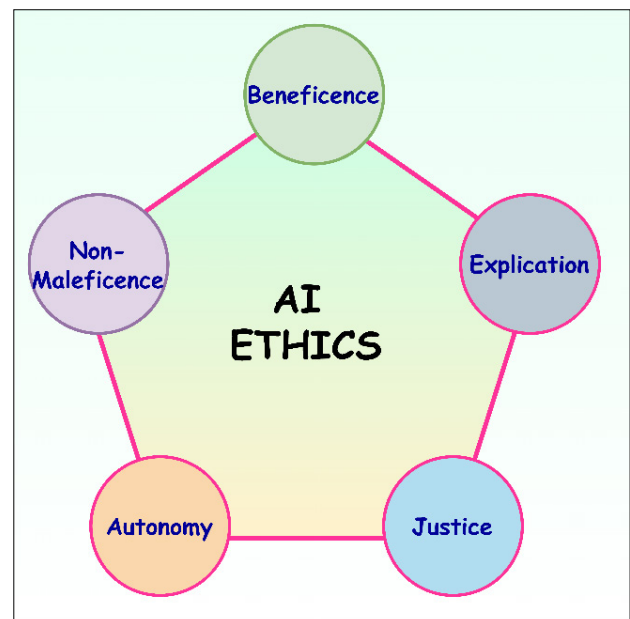 Beneficence
Non-
Maleficence
Explication
AI
ETHICS
Autonomy
Justice